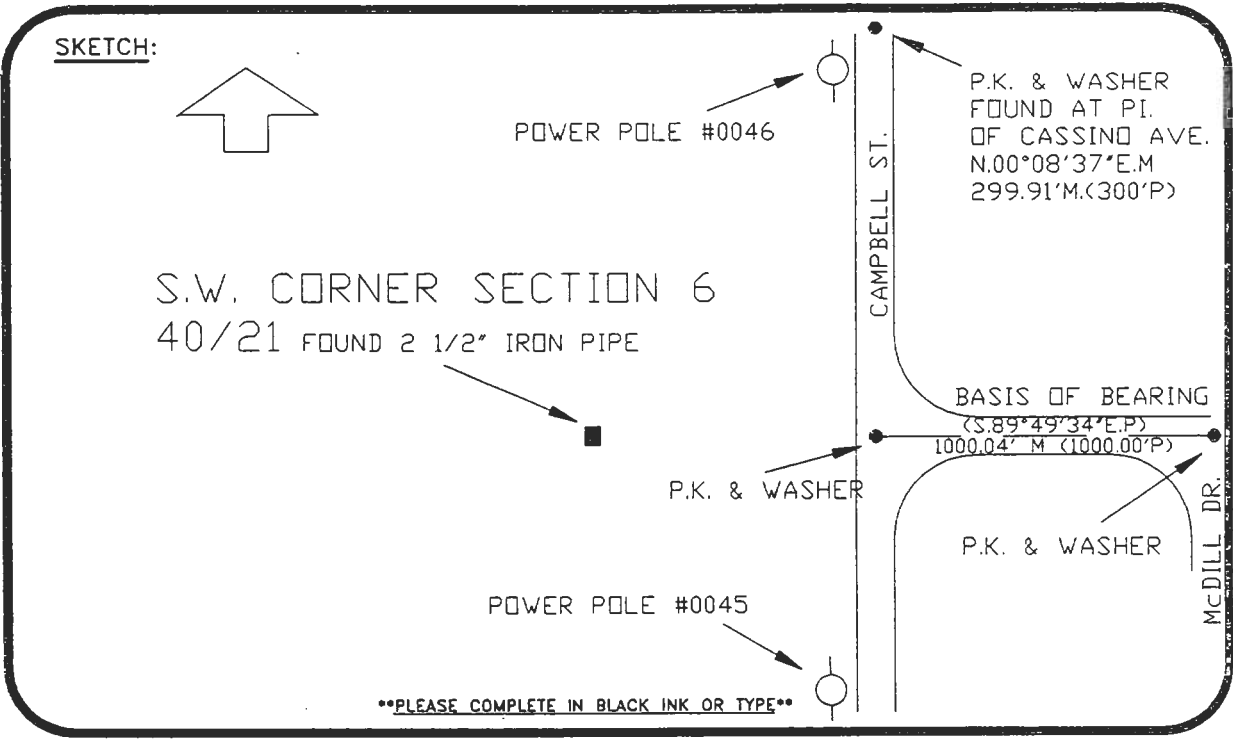 SKETCH:
POWER POLE #0046
P.K. & WASHER
FOUND AT PI.
OF CASSINO AVE.
N.00°08'37"E.M
299.91'M.(300'P)
CAMPBELL ST.
S.W. CORNER SECTION 6
40/21 FOUND 2 1/2" IRON PIPE
BASIS OF BEARING
(S.89°49'34"E.P)
1000.04' M (1000.00'P)
P.K. & WASHER
P.K. & WASHER
McDILL DR.
POWER POLE #0045
**PLEASE COMPLETE IN BLACK INK OR TYPE**